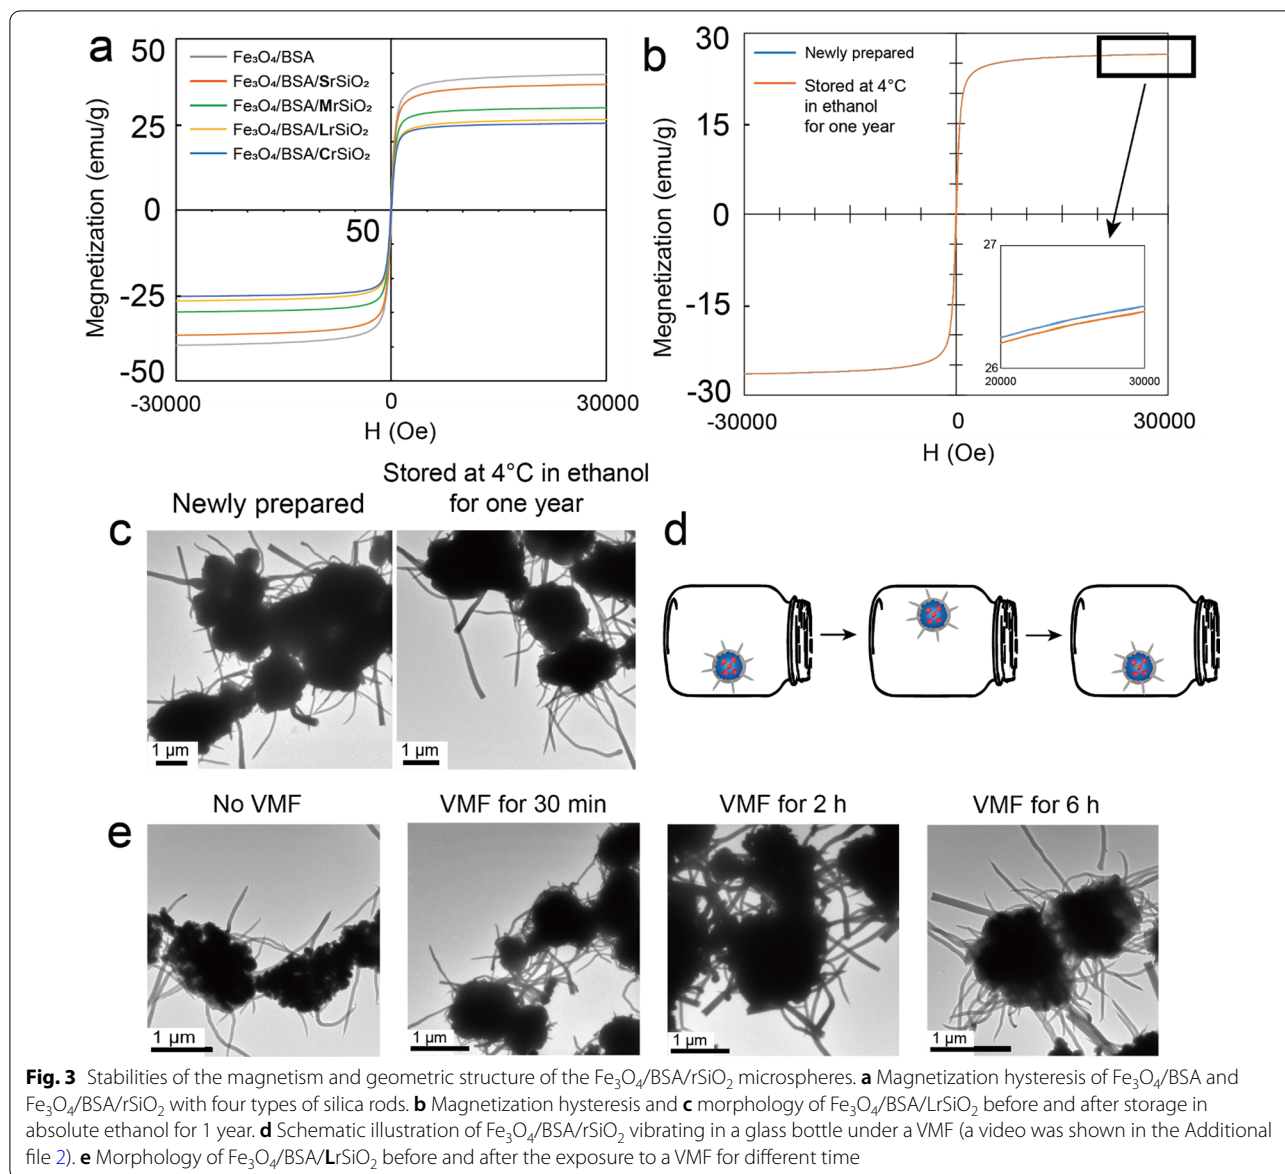 a
50
25
0
-25
-50
Megnetization (emu/g)
Fe₃O₄/BSA
Fe₃O₄/BSA/SrSiO₂
Fe₃O₄/BSA/MrSiO₂
Fe₃O₄/BSA/LrSiO₂
Fe₃O₄/BSA/CrSiO₂
50
-30000
0
30000
H (Oe)
b
30
15
0
-15
-30
Megnetization (emu/g)
Newly prepared
Stored at 4°C
in ethanol
for one year
27
26
20000
30000
-30000
0
30000
H (Oe)
c
Newly prepared
1 µm
Stored at 4°C in ethanol
for one year
1 µm
d
e
No VMF
1 µm
VMF for 30 min
1 µm
VMF for 2 h
1 µm
VMF for 6 h
1 µm
Fig. 3 Stabilities of the magnetism and geometric structure of the Fe₃O₄/BSA/rSiO₂ microspheres. a Magnetization hysteresis of Fe₃O₄/BSA and
Fe₃O₄/BSA/rSiO₂ with four types of silica rods. b Magnetization hysteresis and c morphology of Fe₃O₄/BSA/LrSiO₂ before and after storage in
absolute ethanol for 1 year. d Schematic illustration of Fe₃O₄/BSA/rSiO₂ vibrating in a glass bottle under a VMF (a video was shown in the Additional
file 2). e Morphology of Fe₃O₄/BSA/LrSiO₂ before and after the exposure to a VMF for different time